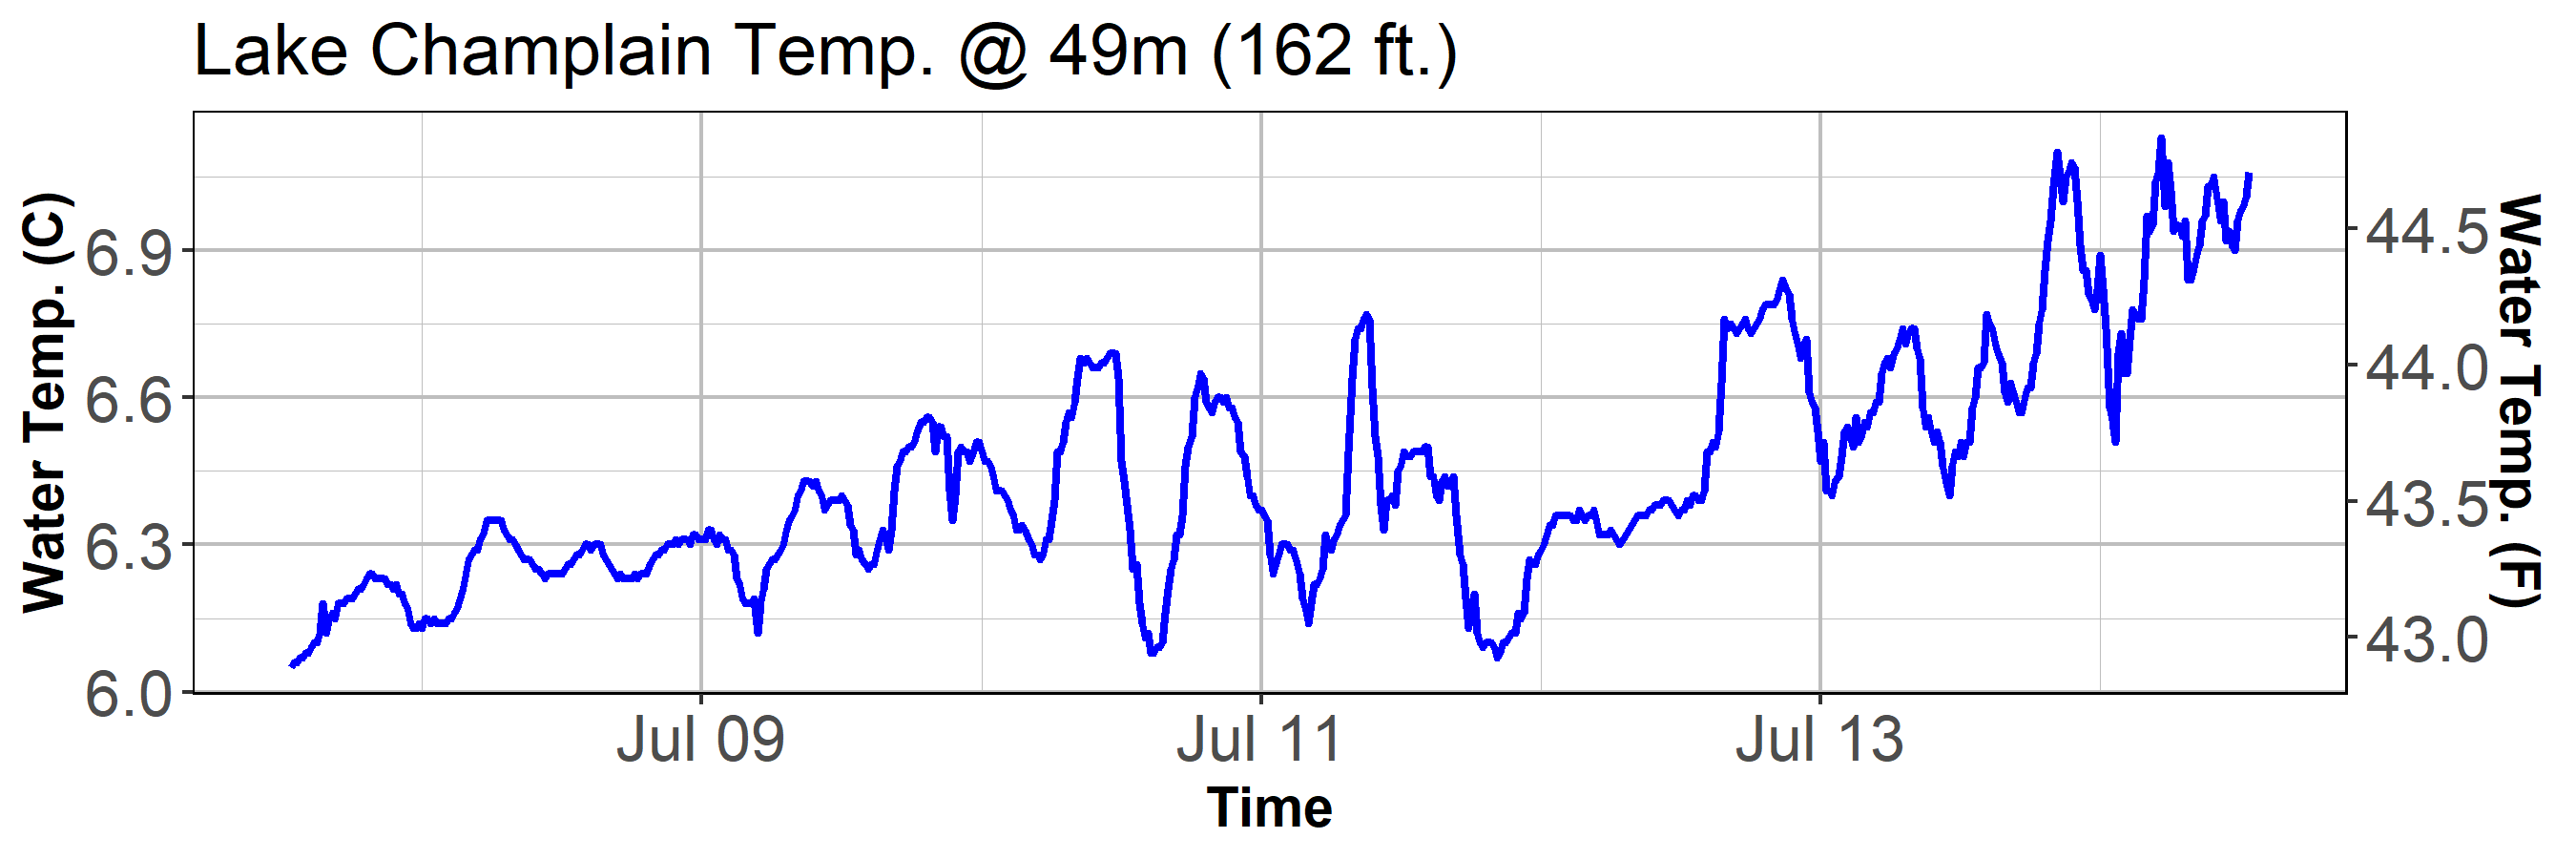 Lake Champlain Temp. @ 49m (162 ft.)
Water Temp. (C)
6.9
6.6
6.3
6.0
44.5
44.0
43.5
43.0
Water Temp. (F)
Jul 09 Jul 11 Jul 13
Time